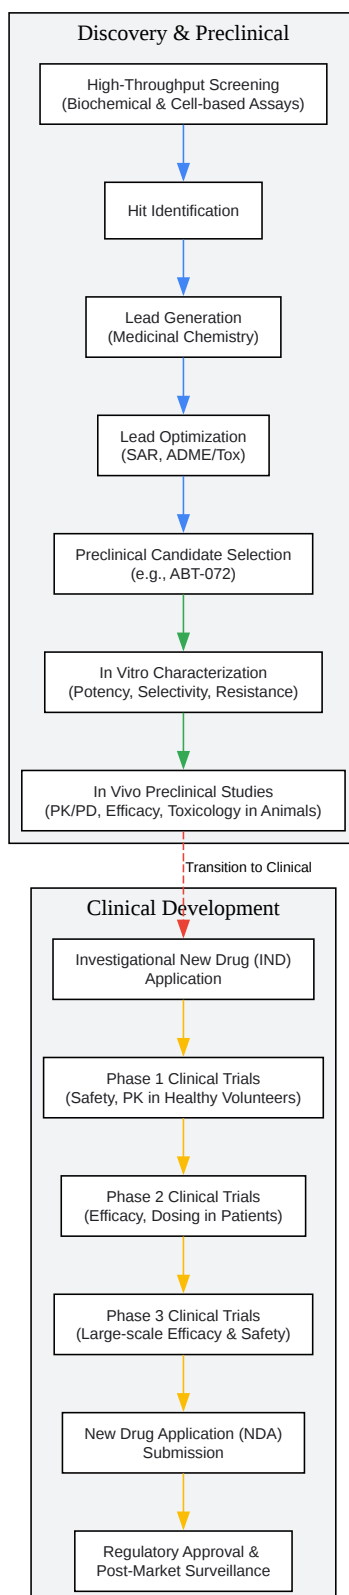 Discovery & Preclinical
High-Throughput Screening
(Biochemical & Cell-based Assays)
Hit Identification
Lead Generation
(Medicinal Chemistry)
Lead Optimization
(SAR, ADME/Tox)
Preclinical Candidate Selection
(e.g., ABT-072)
In Vitro Characterization
(Potency, Selectivity, Resistance)
In Vivo Preclinical Studies
(PK/PD, Efficacy, Toxicology in Animals)
Transition to Clinical
Clinical Development
Investigational New Drug (IND)
Application
Phase 1 Clinical Trials
(Safety, PK in Healthy Volunteers)
Phase 2 Clinical Trials
(Efficacy, Dosing in Patients)
Phase 3 Clinical Trials
(Large-scale Efficacy & Safety)
New Drug Application (NDA)
Submission
Regulatory Approval &
Post-Market Surveillance